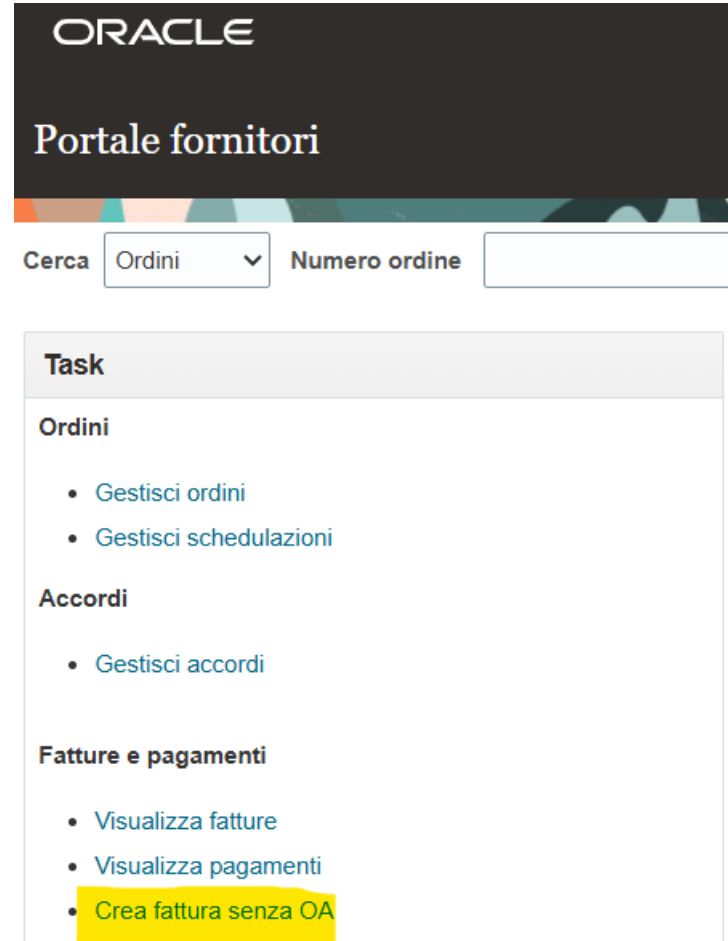 ORACLE
Portale fornitori
Cerca Ordini Numero ordine
Task
Ordini
Gestisci ordini
Gestisci schedulazioni
Accordi
Gestisci accordi
Fatture e pagamenti
Visualizza fatture
Visualizza pagamenti
Crea fattura senza OA